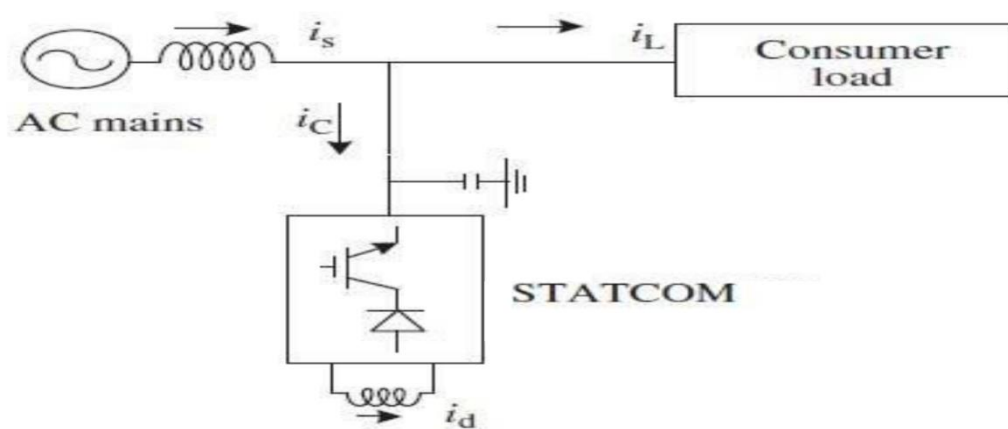 i_s
i_L
Consumer
load
AC mains
i_C
STATCOM
i_d